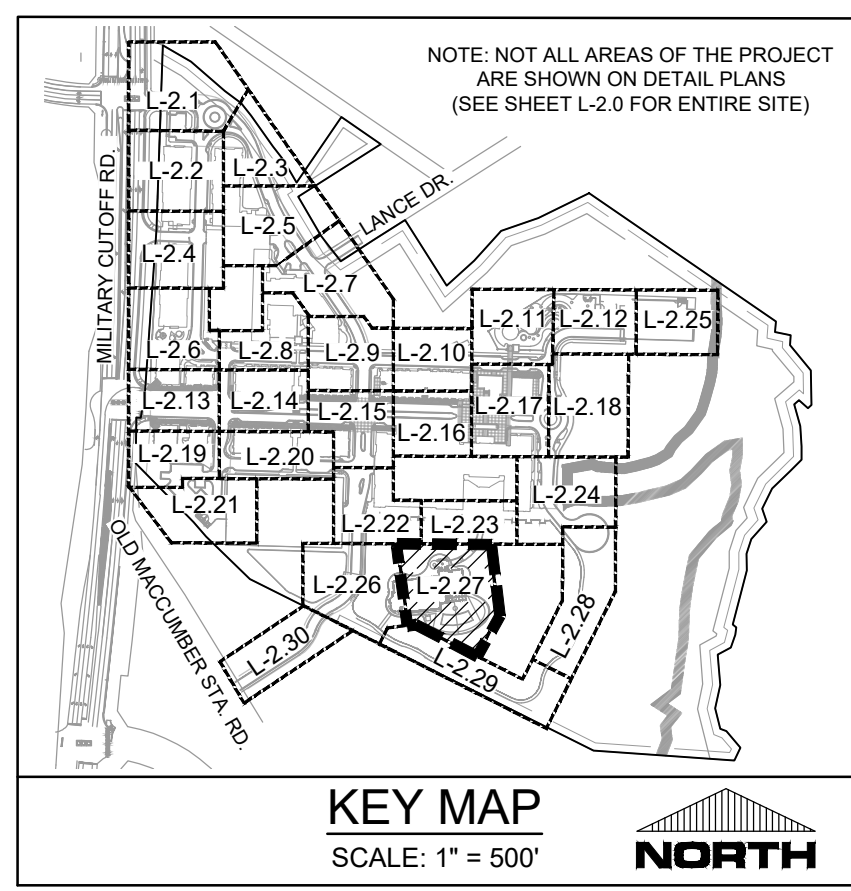 NOTE: NOT ALL AREAS OF THE PROJECT
ARE SHOWN ON DETAIL PLANS
(SEE SHEET L-2.0 FOR ENTIRE SITE)
MILITARY CUTOFF RD.
LANCE DR.
OLD MACCUMBER STA. RD.
L-2.1
L-2.2
L-2.3
L-2.4
L-2.5
L-2.6
L-2.7
L-2.8
L-2.9
L-2.10
L-2.11
L-2.12
L-2.25
L-2.13
L-2.14
L-2.15
L-2.16
L-2.17
L-2.18
L-2.19
L-2.20
L-2.21
L-2.22
L-2.23
L-2.24
L-2.26
L-2.27
L-2.28
L-2.29
L-2.30
KEY MAP
SCALE: 1" = 500'
NORTH